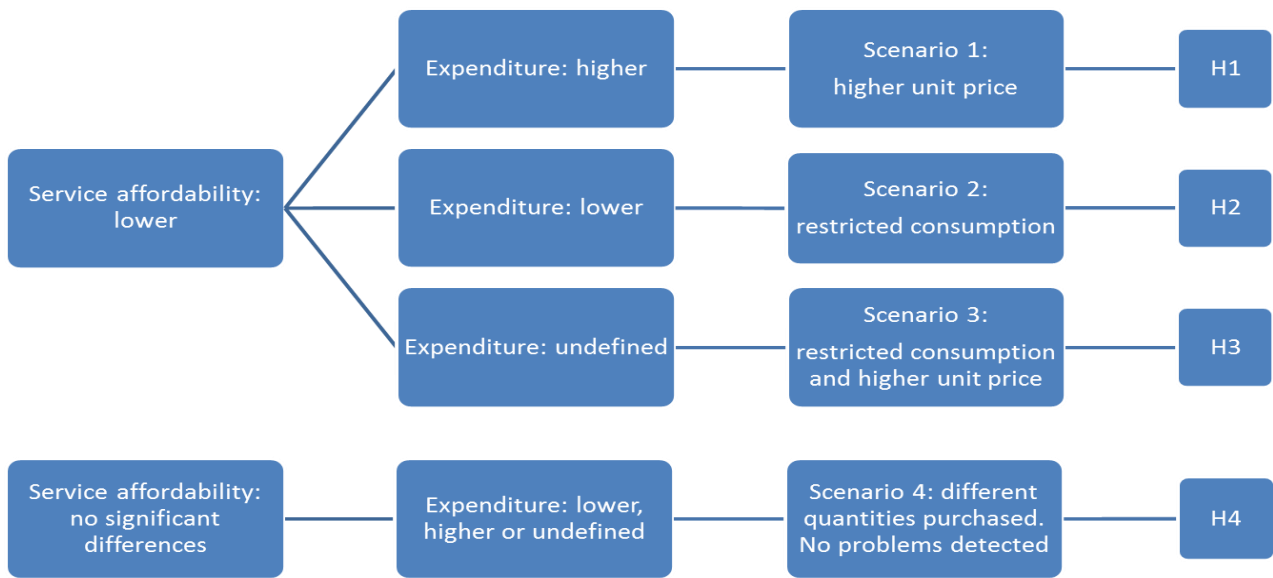 Expenditure: higher
Scenario 1:
higher unit price
H1
Service affordability:
lower
Expenditure: lower
Scenario 2:
restricted consumption
H2
Expenditure: undefined
Scenario 3:
restricted consumption
and higher unit price
H3
Service affordability:
no significant
differences
Expenditure: lower,
higher or undefined
Scenario 4: different
quantities purchased.
No problems detected
H4